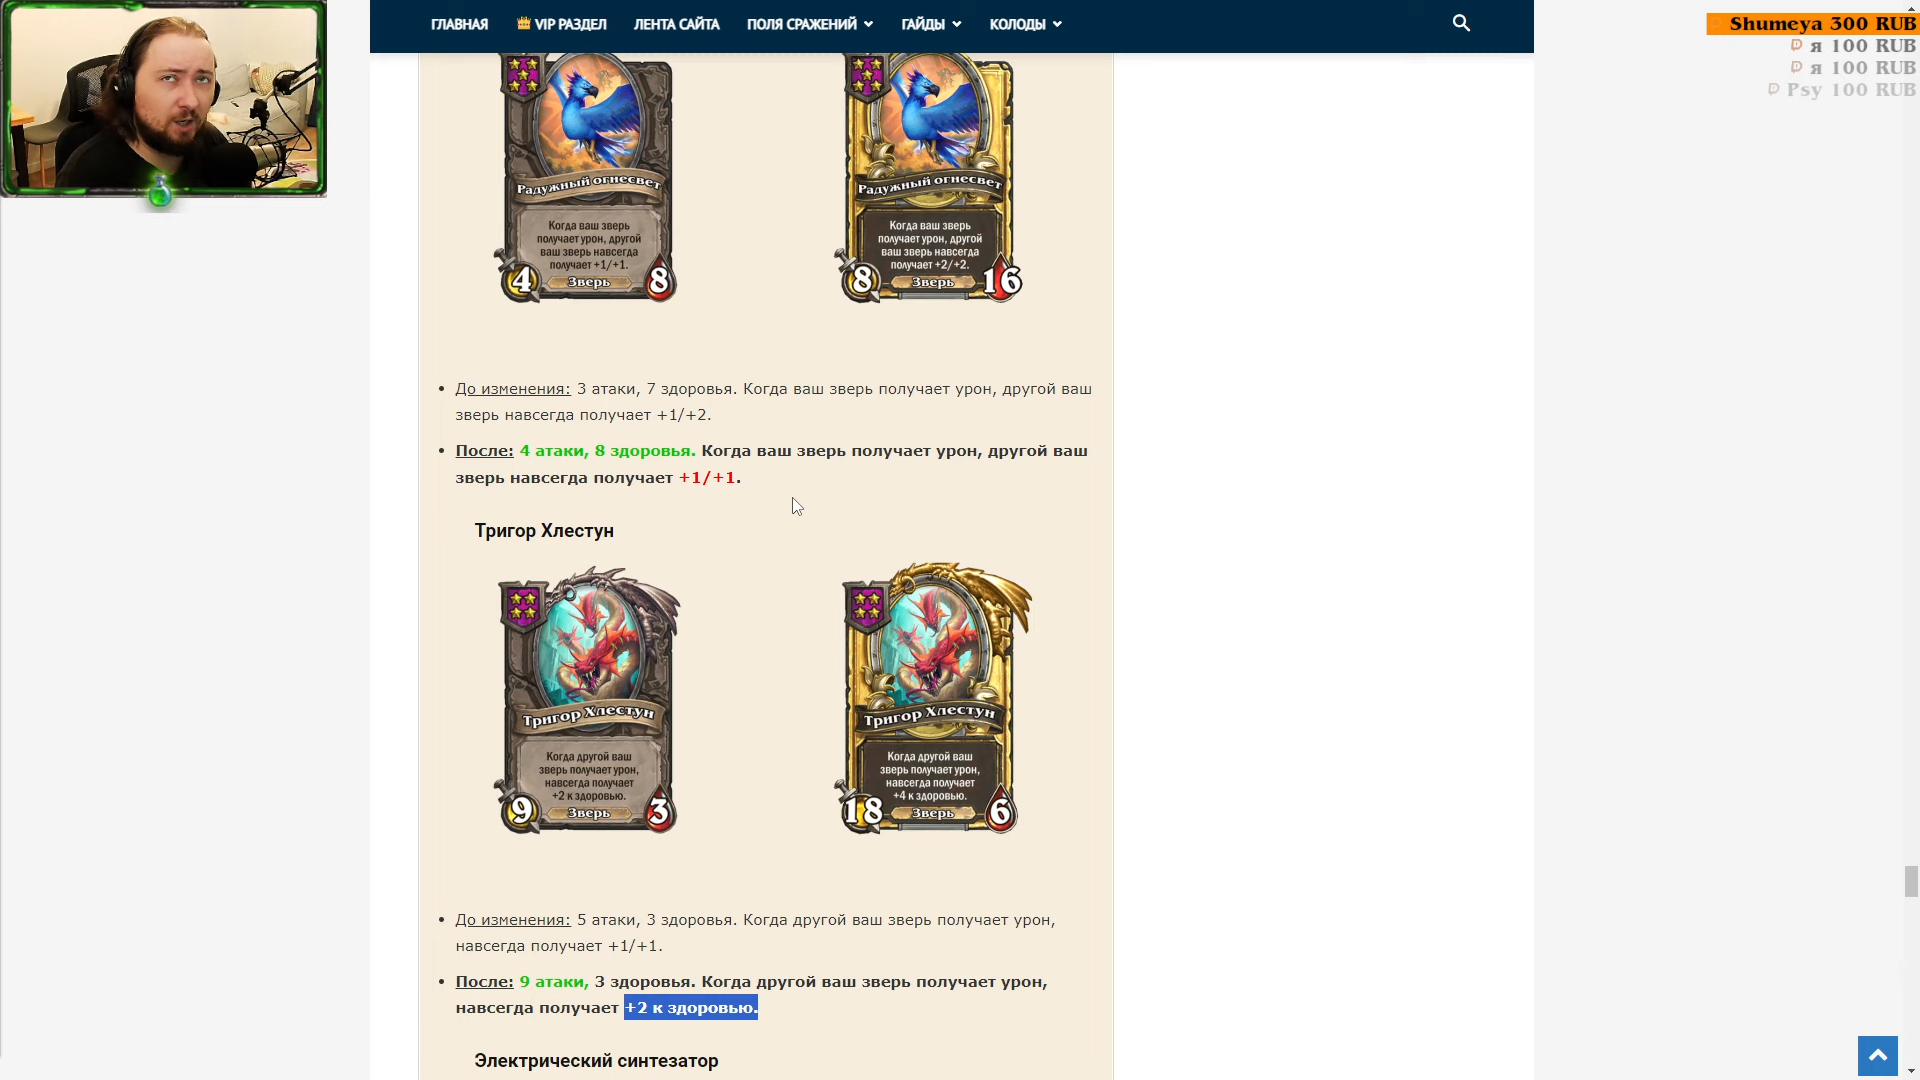 ГЛАВНАЯ
VIP РАЗДЕЛ
ЛЕНТА САЙТА
ПОЛЯ СРАЖЕНИЙ
ГАЙДЫ
КОЛОДЫ
Shumeya 300 RUB
я 100 RUB
я 100 RUB
Psy 100 RUB
Радужный огнесвет
Когда ваш зверь
получает урон, другой
ваш зверь навсегда
получает +1/+1.
4
Зверь
8
Радужный огнесвет
Когда ваш зверь
получает урон, другой
ваш зверь навсегда
получает +2/+2.
8
Зверь
16
До изменения: 3 атаки, 7 здоровья. Когда ваш зверь получает урон, другой ваш
зверь навсегда получает +1/+2.
После: 4 атаки, 8 здоровья. Когда ваш зверь получает урон, другой ваш
зверь навсегда получает +1/+1.
Тригор Хлестун
Тригор Хлестун
Когда другой ваш
зверь получает урон,
навсегда получает
+2 к здоровью.
9
Зверь
3
Тригор Хлестун
Когда другой ваш
зверь получает урон,
навсегда получает
+4 к здоровью.
18
Зверь
6
До изменения: 5 атаки, 3 здоровья. Когда другой ваш зверь получает урон,
навсегда получает +1/+1.
После: 9 атаки, 3 здоровья. Когда другой ваш зверь получает урон,
навсегда получает +2 к здоровью.
Электрический синтезатор